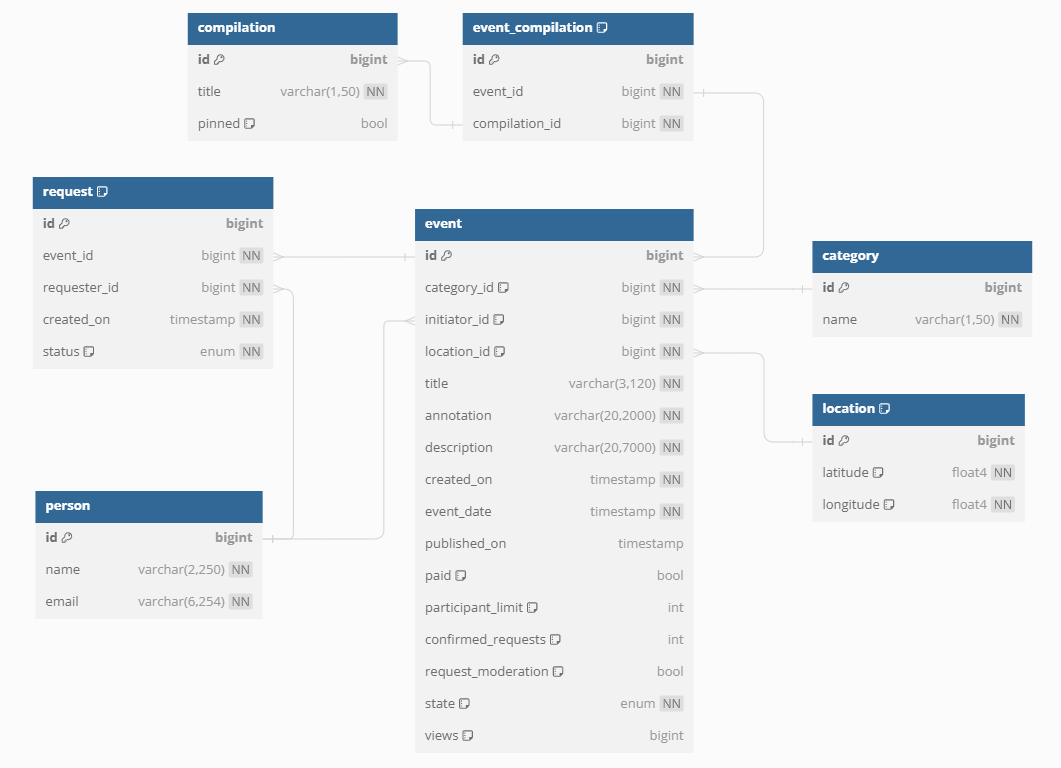 compilation
id bigint
title varchar(1,50) NN
pinned bool
event_compilation
id bigint
event_id bigint NN
compilation_id bigint NN
request
id bigint
event_id bigint NN
requester_id bigint NN
created_on timestamp NN
status enum NN
event
id bigint
category_id bigint NN
initiator_id bigint NN
location_id bigint NN
title varchar(3,120) NN
annotation varchar(20,2000) NN
description varchar(20,7000) NN
created_on timestamp NN
event_date timestamp NN
published_on timestamp
paid bool
participant_limit int
confirmed_requests int
request_moderation bool
state enum NN
views bigint
category
id bigint
name varchar(1,50) NN
location
id bigint
latitude float4 NN
longitude float4 NN
person
id bigint
name varchar(2,250) NN
email varchar(6,254) NN